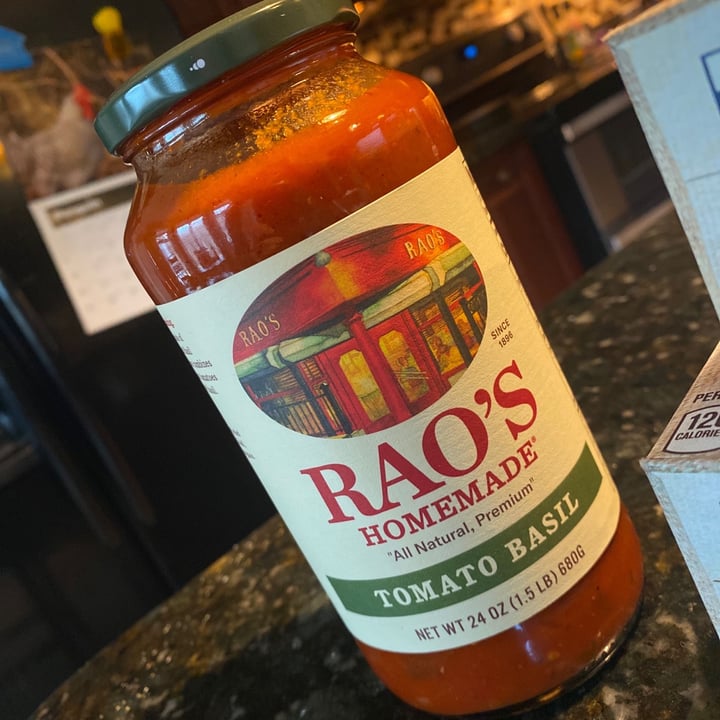 RAO'S
RAO'S
SINCE
1896
RAO'S
HOMEMADE®
"All Natural, Premium"
TOMATO BASIL
NET WT 24 OZ (1.5 LB) 680G
PER
120
CALORIE